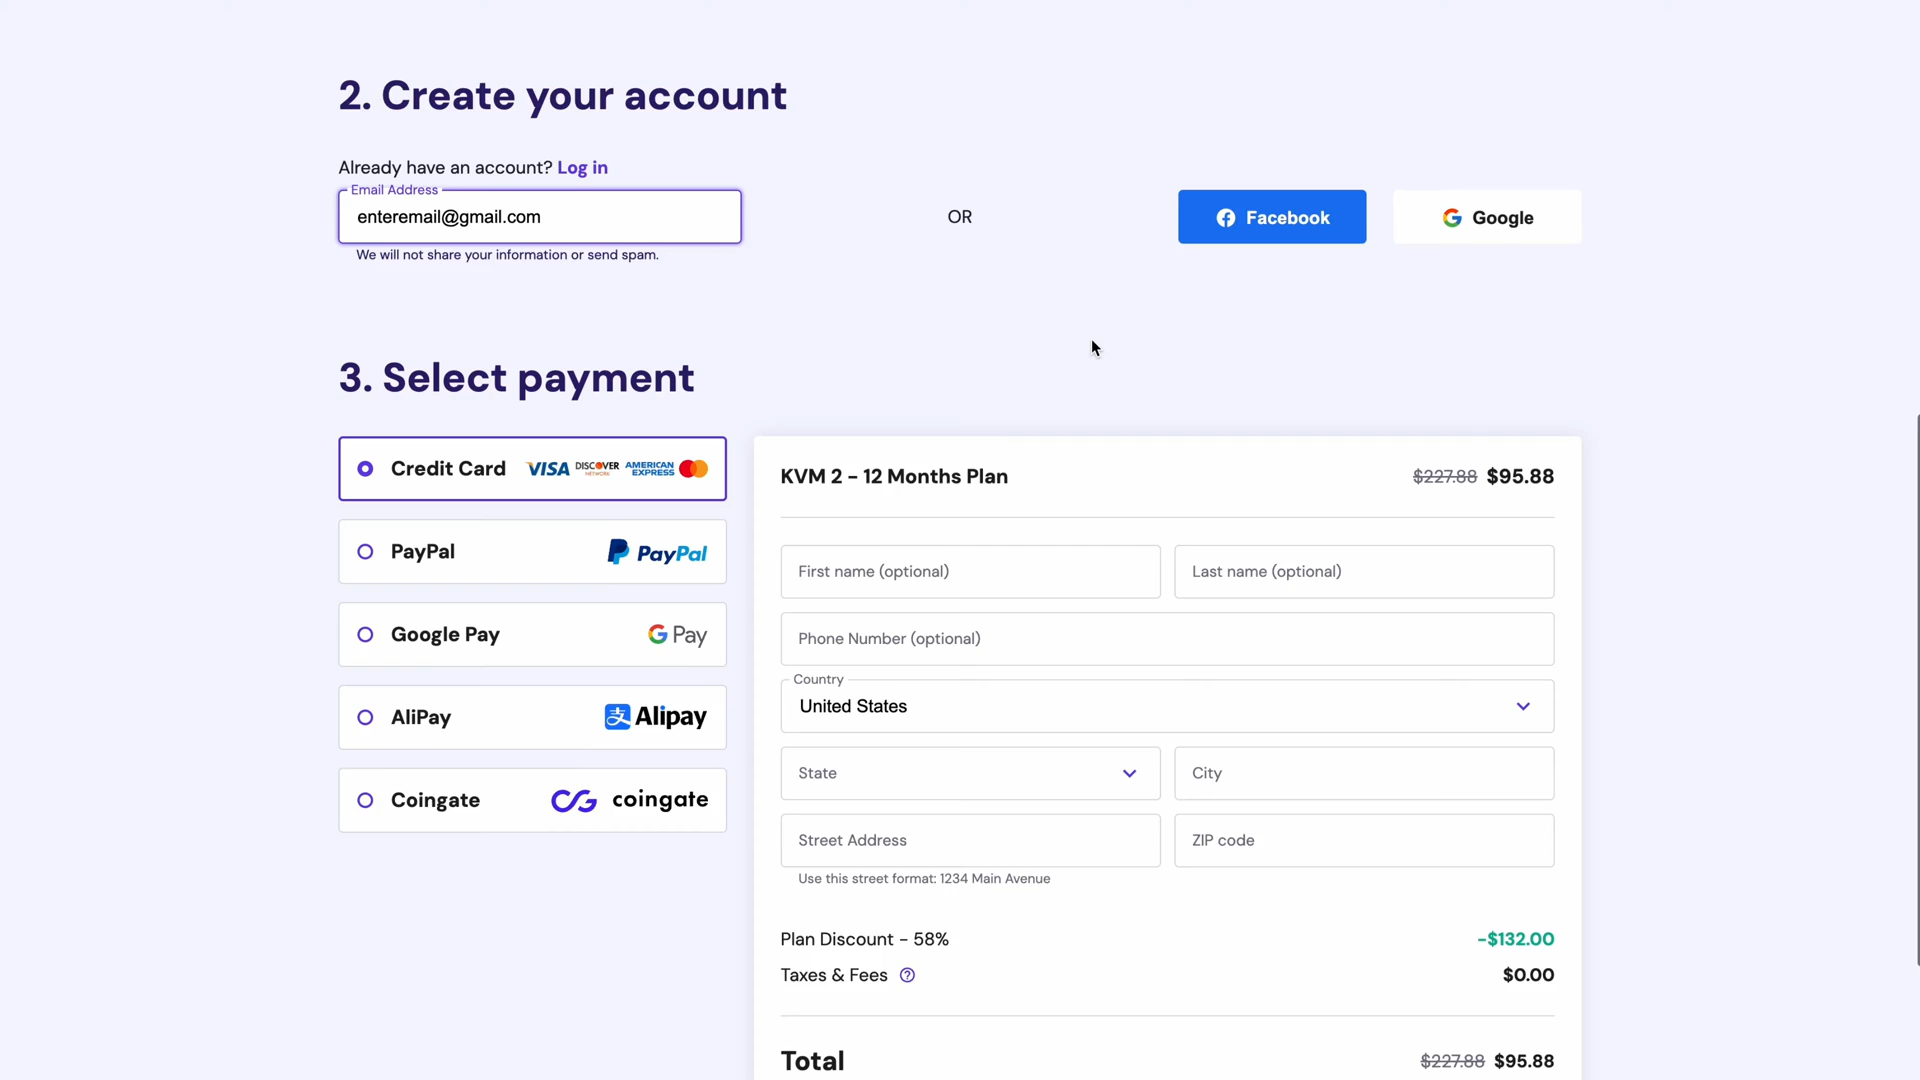 2. Create your account
Already have an account? Log in
Email Address
enteremail@gmail.com
We will not share your information or send spam.
OR
Facebook
Google
3. Select payment
Credit Card VISA DISCOVER NETWORK AMERICAN EXPRESS
PayPal PayPal
Google Pay G Pay
AliPay 支 Alipay
Coingate coingate
KVM 2 – 12 Months Plan $227.88 $95.88
First name (optional) Last name (optional)
Phone Number (optional)
Country
United States
State City
Street Address ZIP code
Use this street format: 1234 Main Avenue
Plan Discount – 58% -$132.00
Taxes & Fees ? $0.00
Total $227.88 $95.88